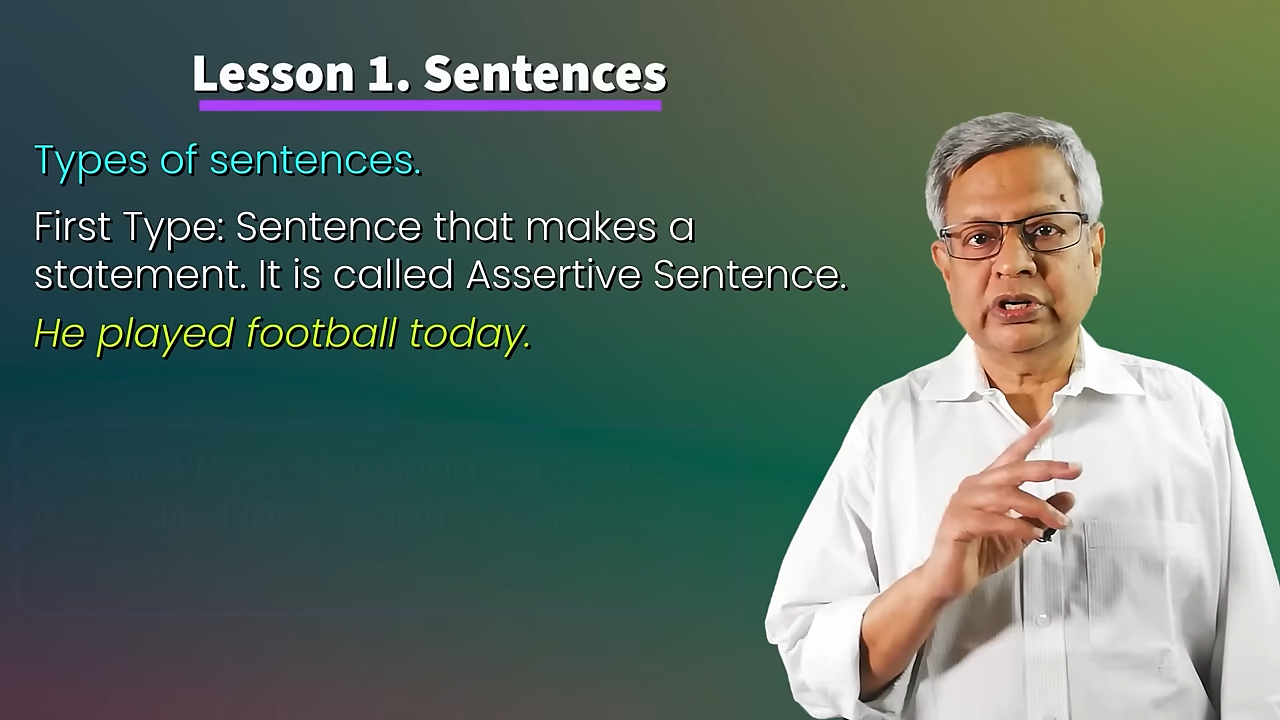 Lesson 1. Sentences
Types of sentences.
First Type: Sentence that makes a
statement. It is called Assertive Sentence.
He played football today.